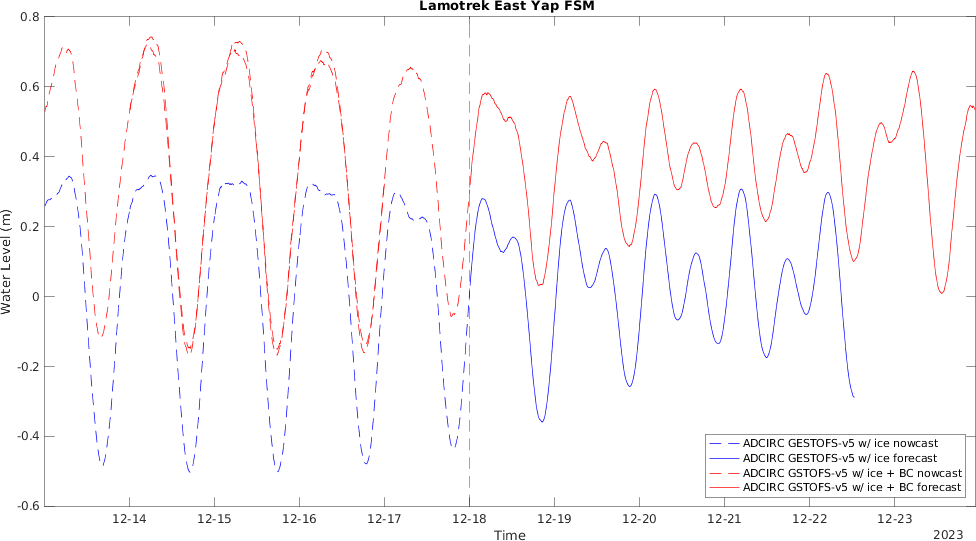 Lamotrek East Yap FSM
0.8
0.6
0.4
0.2
0
-0.2
-0.4
-0.6
Water Level (m)
12-14
12-15
12-16
12-17
12-18
12-19
12-20
12-21
12-22
12-23
Time
2023
ADCIRC GESTOFS-v5 w/ ice nowcast
ADCIRC GESTOFS-v5 w/ ice forecast
ADCIRC GSTOFS-v5 w/ ice + BC nowcast
ADCIRC GSTOFS-v5 w/ ice + BC forecast